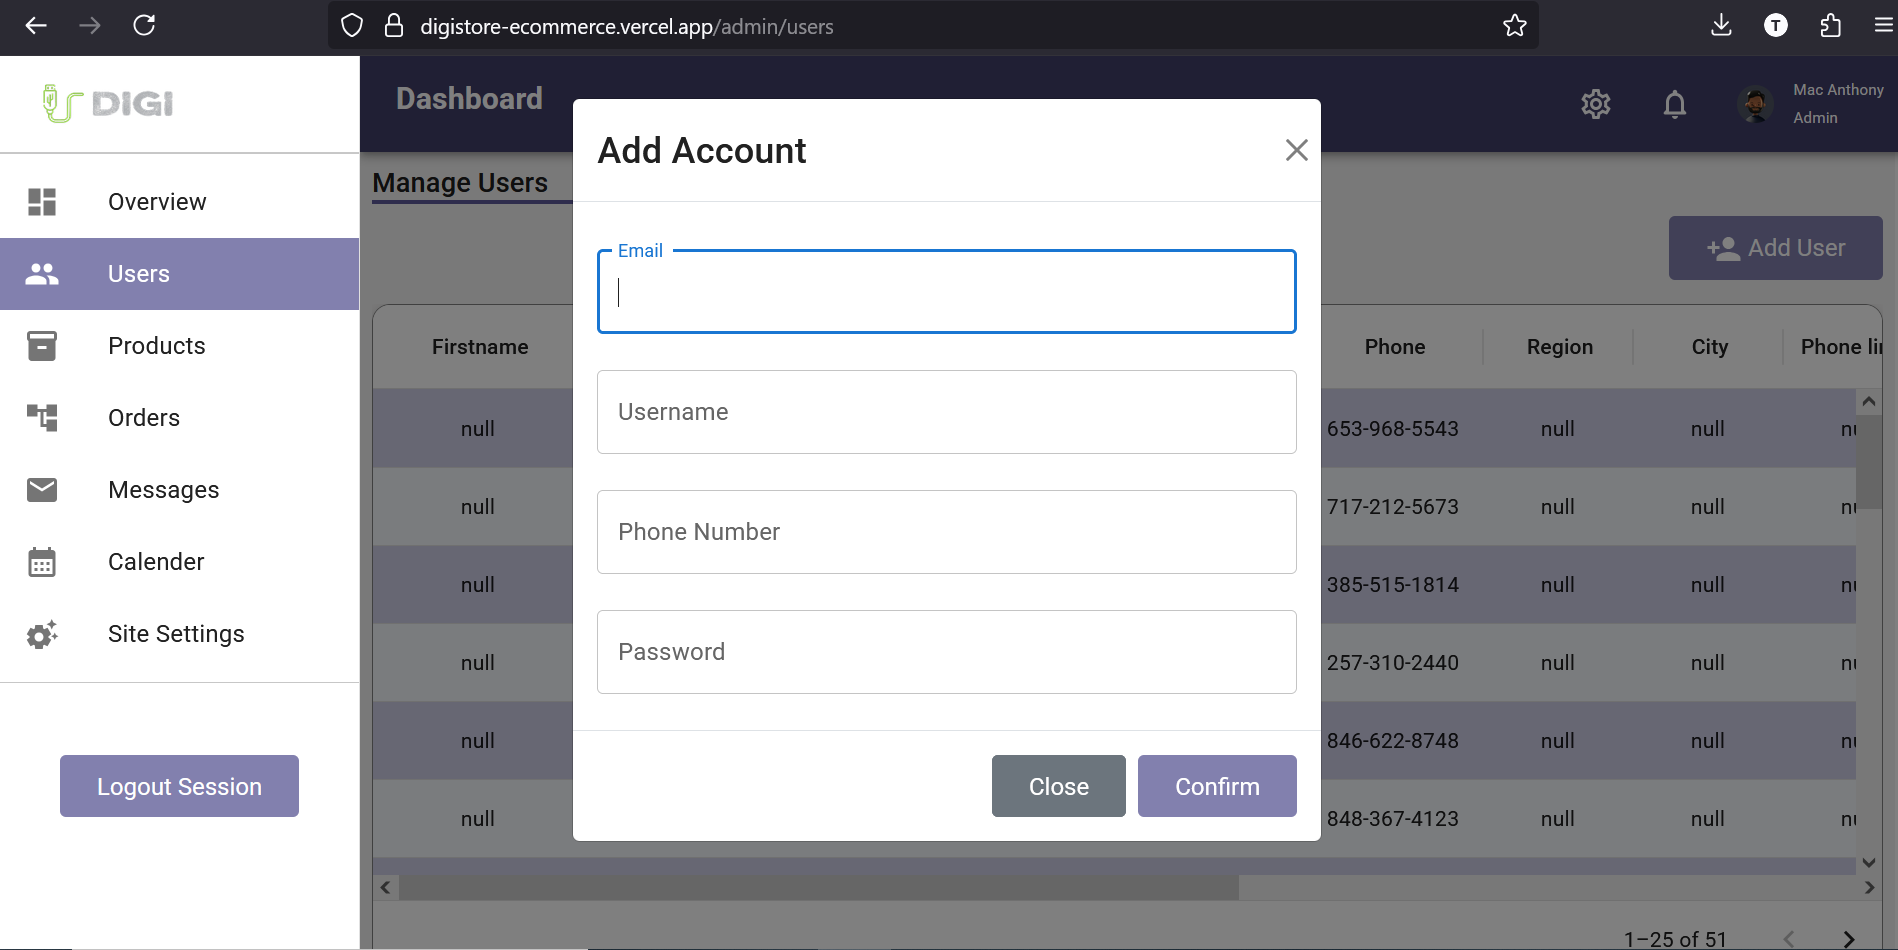 digistore-ecommerce.vercel.app/admin/users
T
DIGI
Dashboard
Mac Anthony
Admin
Overview
Users
Products
Orders
Messages
Calender
Site Settings
Logout Session
Manage Users
Add User
Add Account
Email
Username
Phone Number
Password
Close
Confirm
Firstname Phone Region City Phone
null 653-968-5543 null null
null 717-212-5673 null null
null 385-515-1814 null null
null 257-310-2440 null null
null 846-622-8748 null null
null 848-367-4123 null null
1–25 of 51